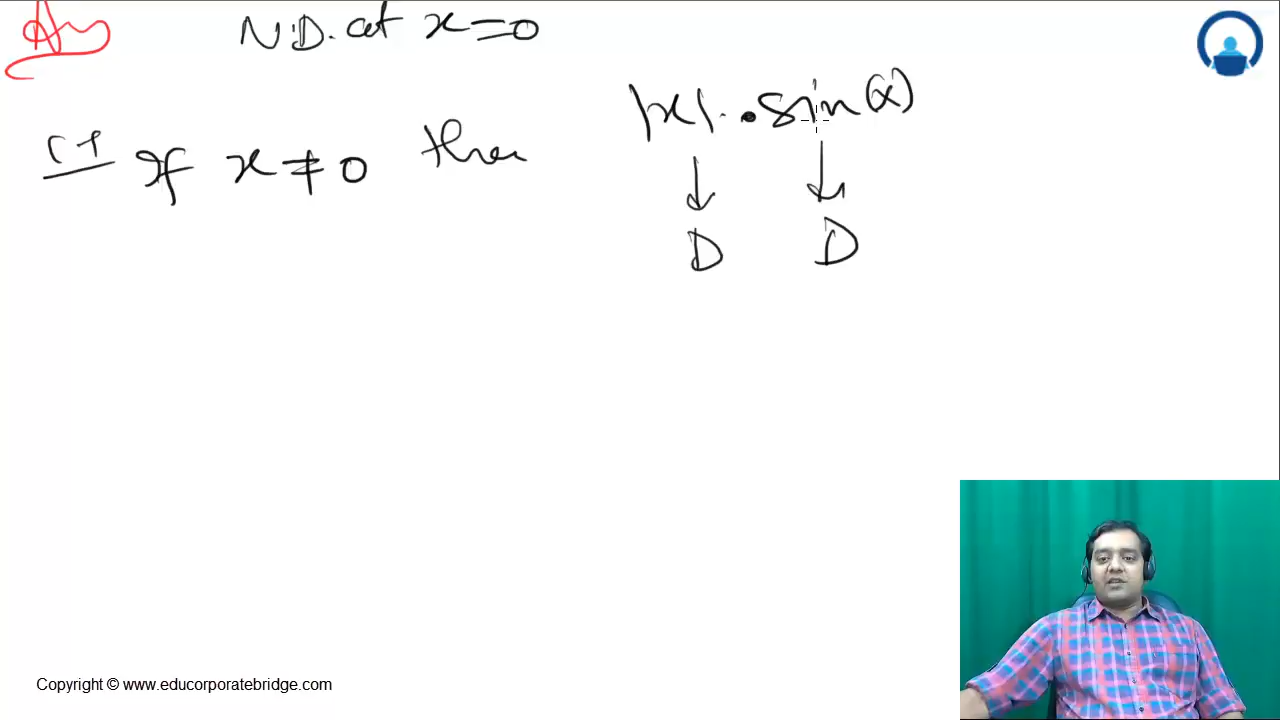 N.D. at x=0
|x| . sin(x)
If x≠0 then
D D
Copyright © www.educorporatebridge.com